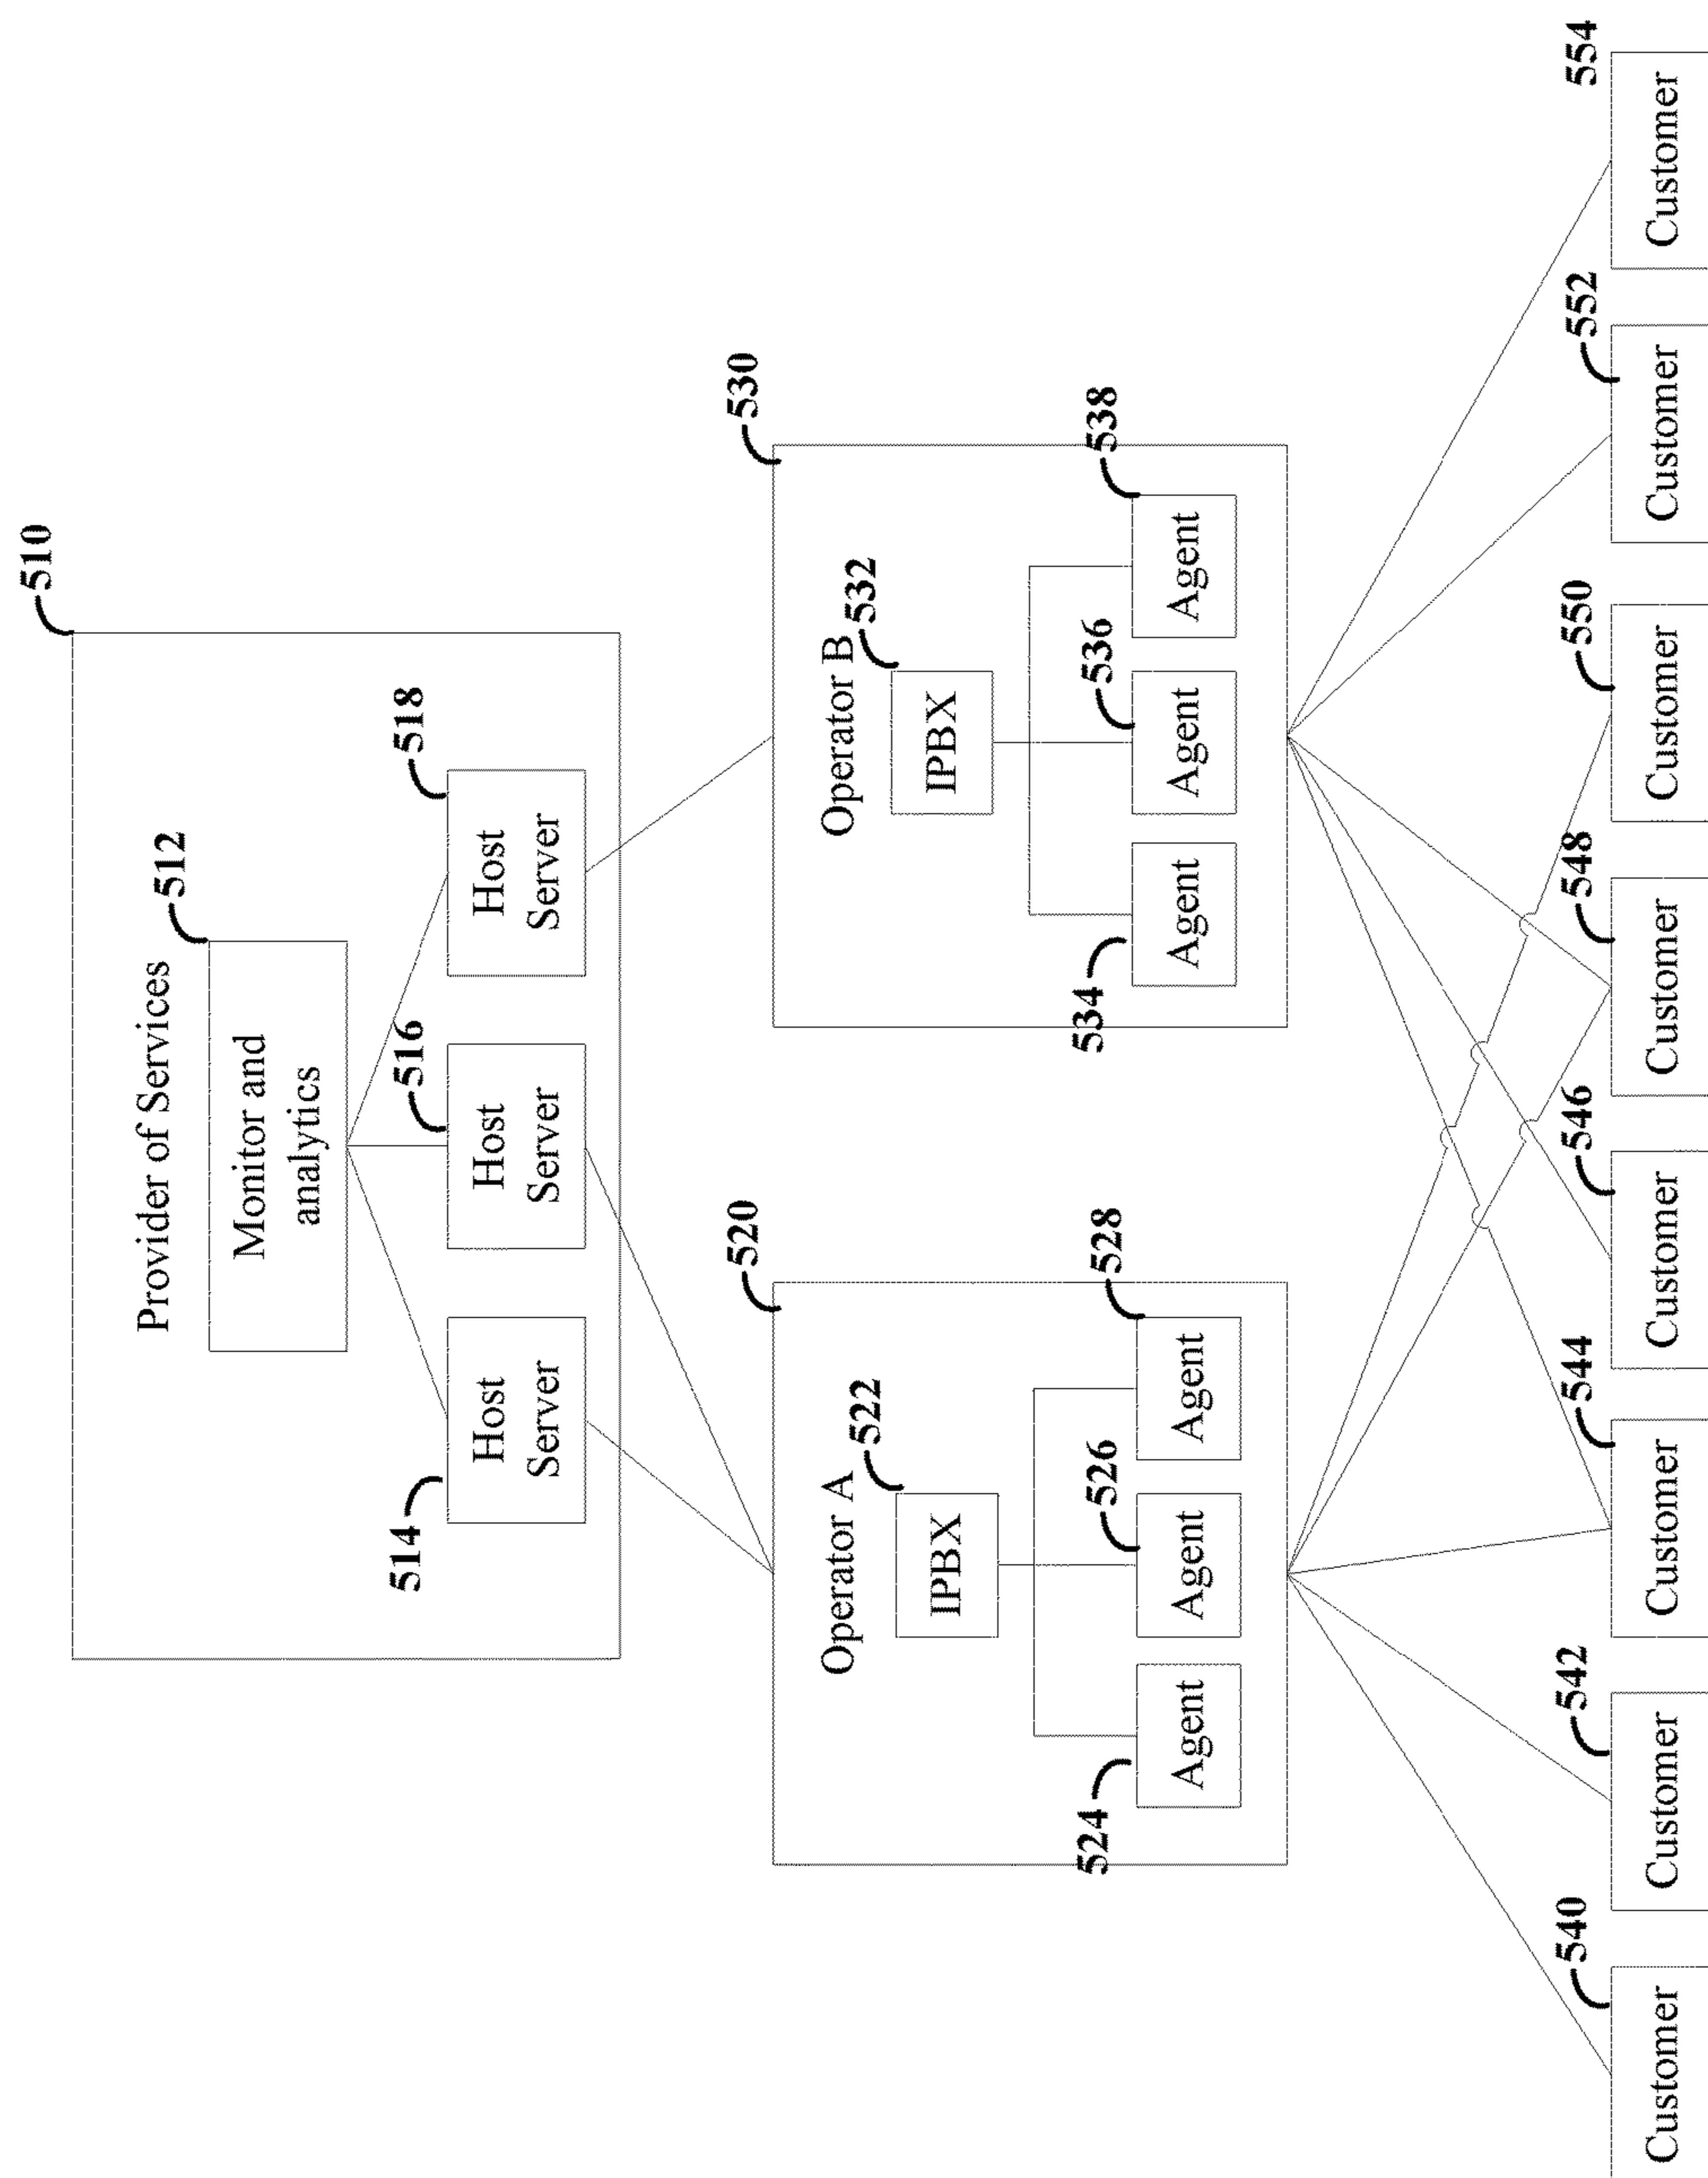 510
Provider of Services
512
Monitor and
analytics
514
516
518
Host
Server
Host
Server
Host
Server
520
530
Operator A
Operator B
522
532
IPBX
IPBX
524
526
528
534
536
538
Agent
Agent
Agent
Agent
Agent
Agent
540
542
544
546
548
550
552
554
Customer
Customer
Customer
Customer
Customer
Customer
Customer
Customer